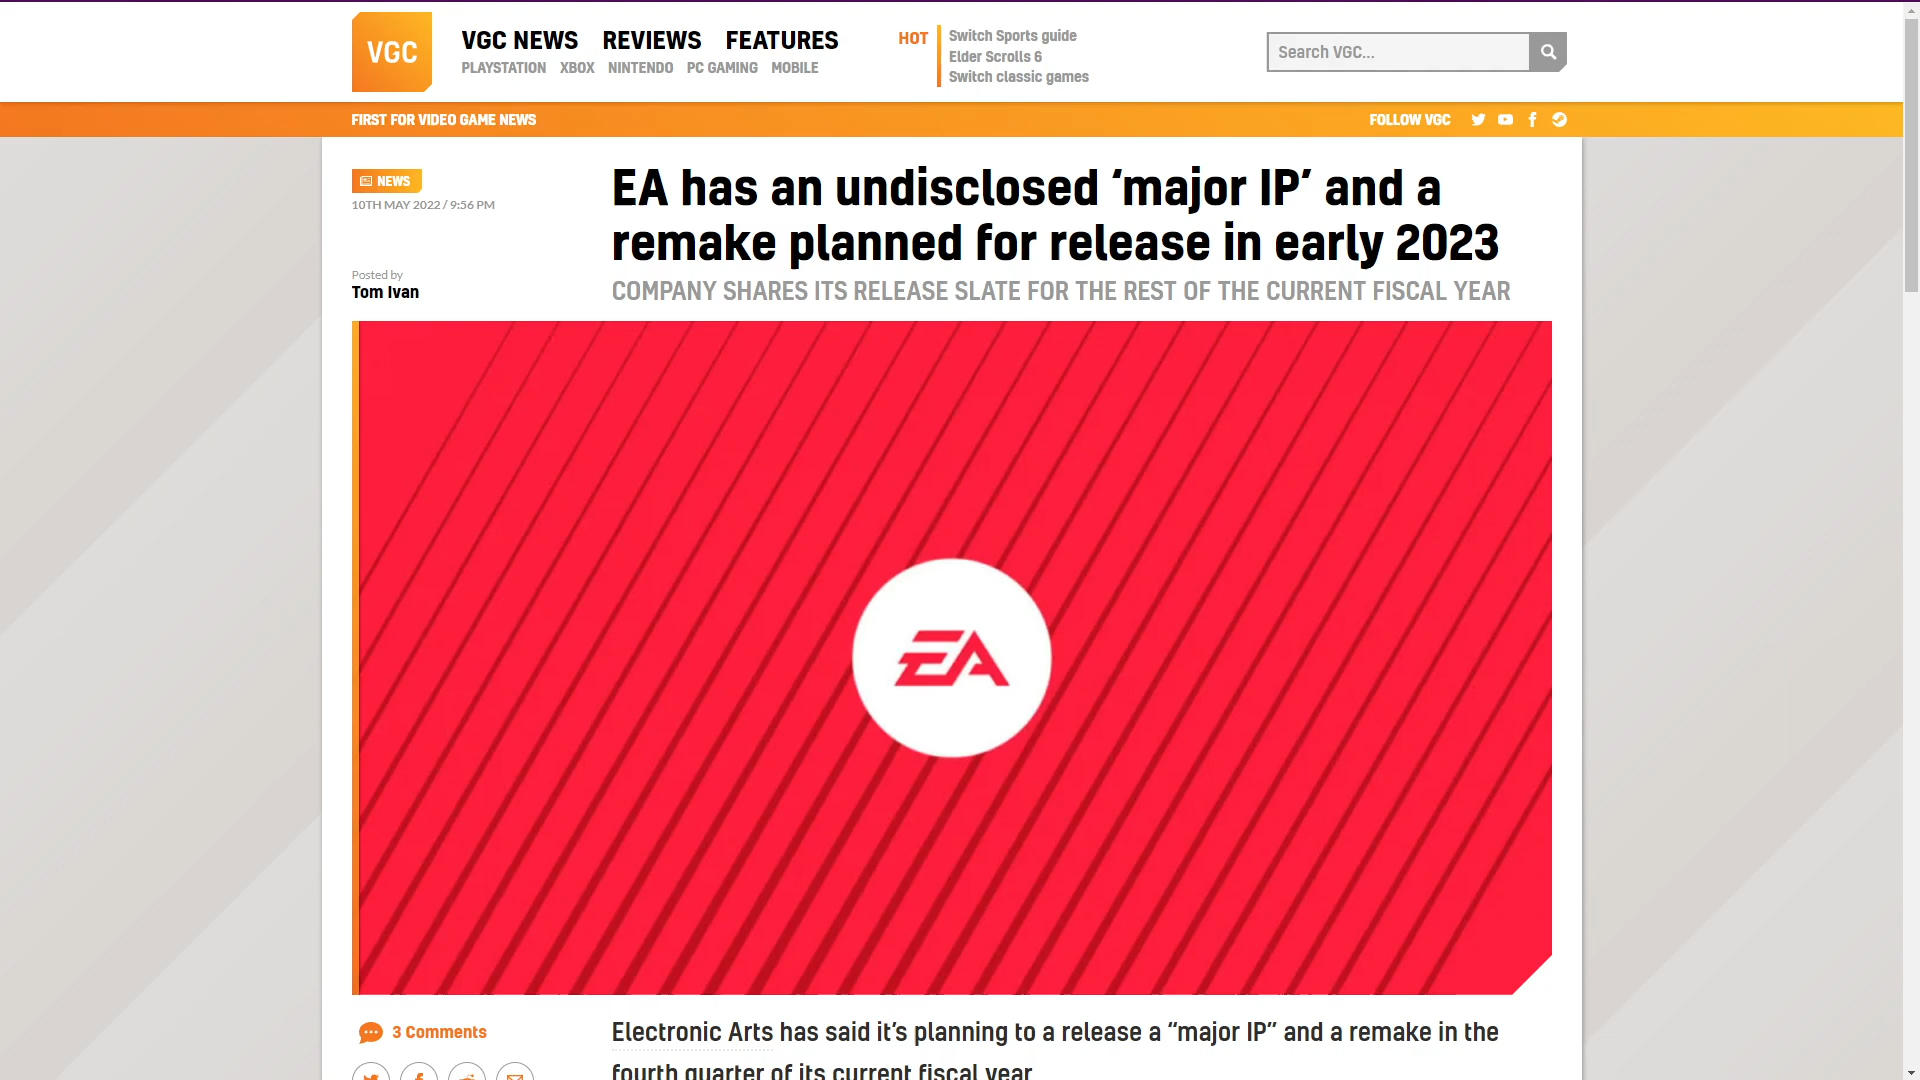 VGC
VGC NEWS REVIEWS FEATURES
PLAYSTATION XBOX NINTENDO PC GAMING MOBILE
HOT
Switch Sports guide
Elder Scrolls 6
Switch classic games
Search VGC...
FIRST FOR VIDEO GAME NEWS
FOLLOW VGC
NEWS
10TH MAY 2022 / 9:56 PM
Posted by
Tom Ivan
EA has an undisclosed ‘major IP’ and a
remake planned for release in early 2023
COMPANY SHARES ITS RELEASE SLATE FOR THE REST OF THE CURRENT FISCAL YEAR
EA
3 Comments
Electronic Arts has said it’s planning to a release a “major IP” and a remake in the
fourth quarter of its current fiscal year.